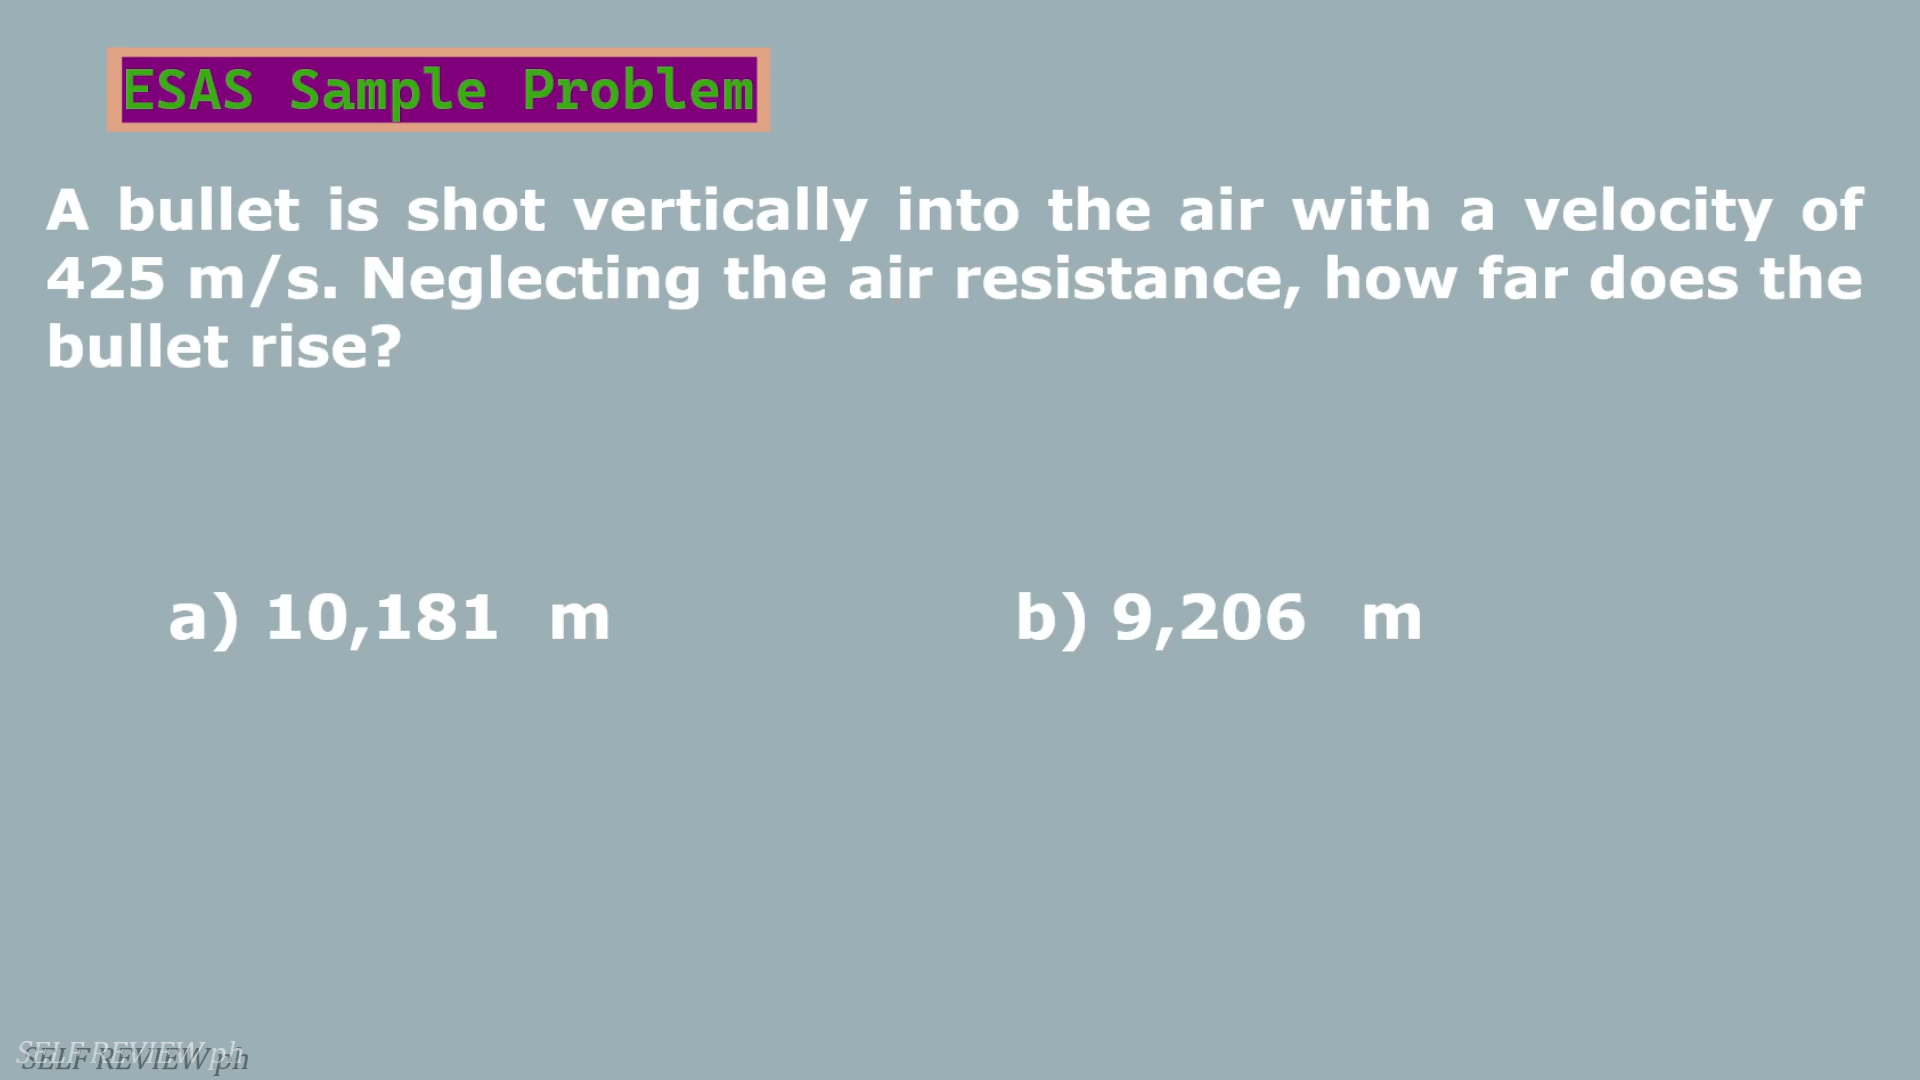 ESAS Sample Problem
A bullet is shot vertically into the air with a velocity of
425 m/s. Neglecting the air resistance, how far does the
bullet rise?
a) 10,181 m
b) 9,206 m
SELF REVIEW ph